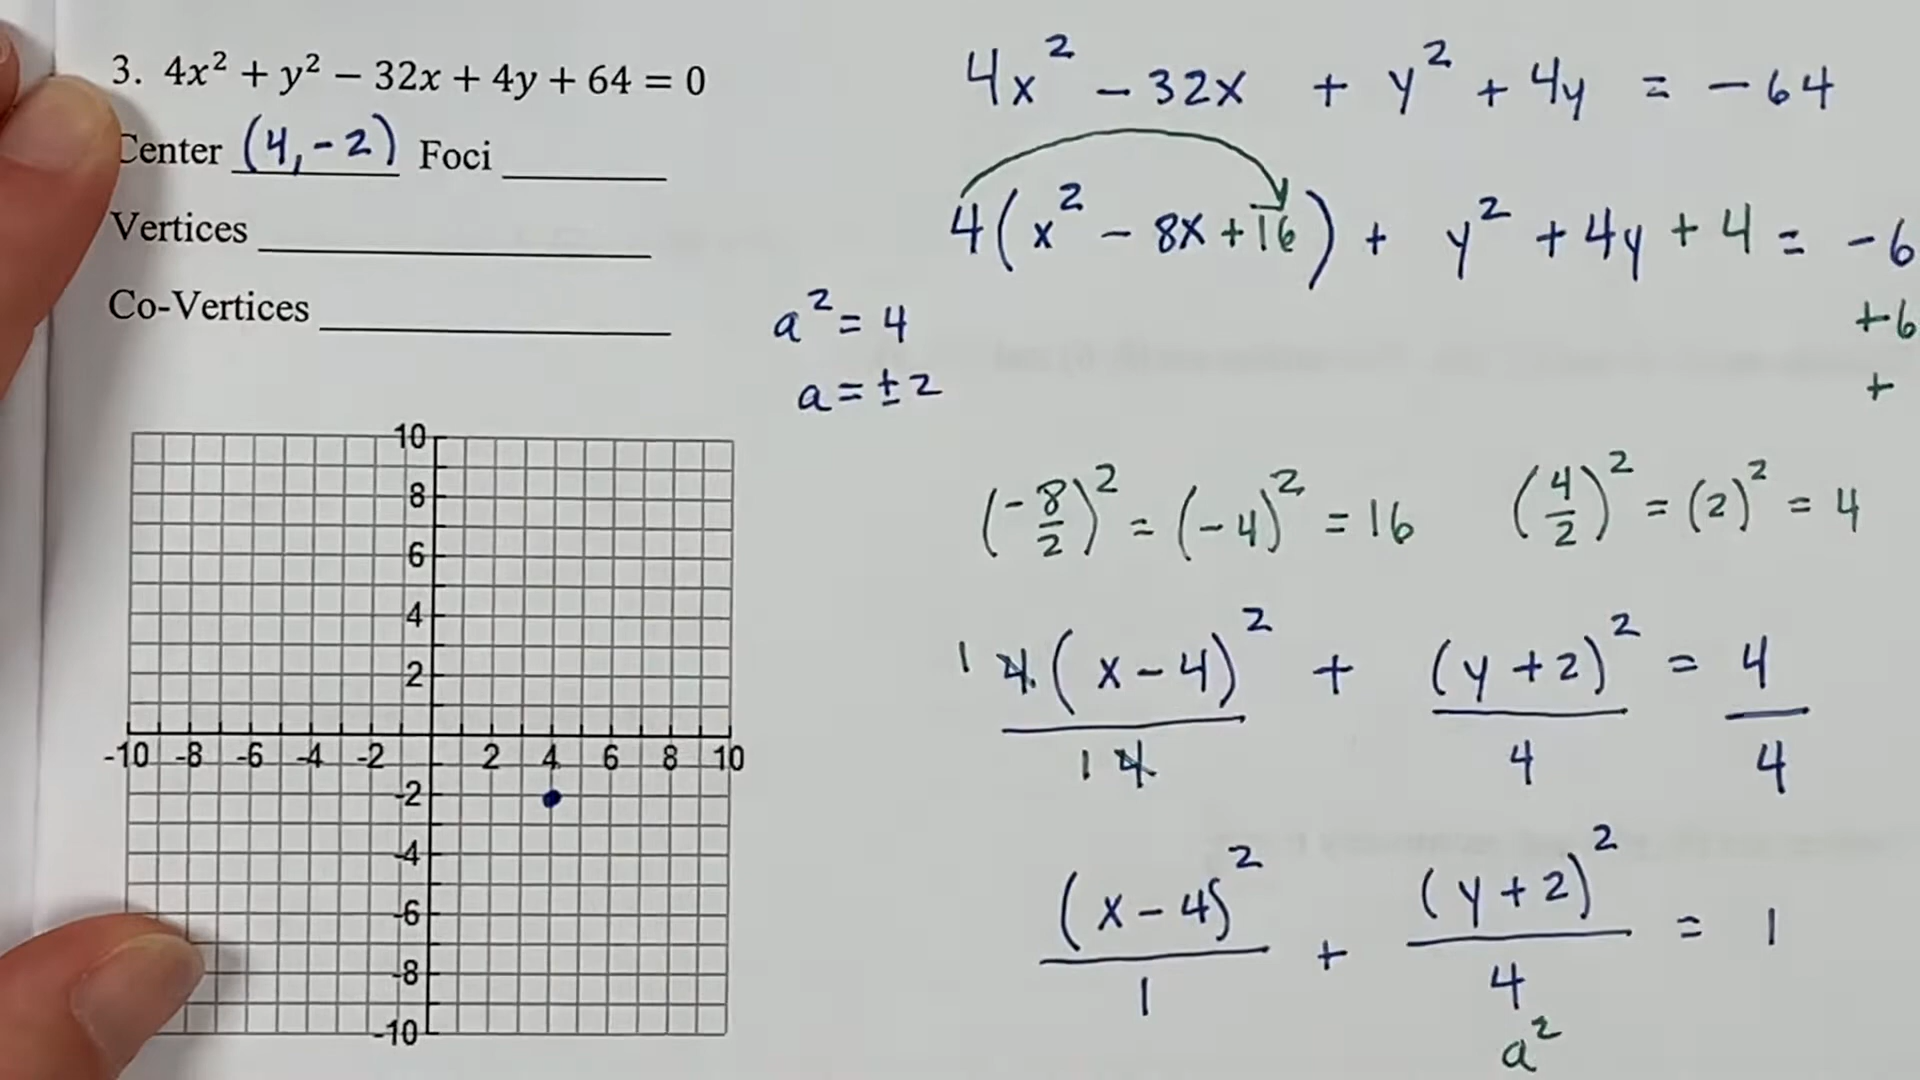 3. 4x² + y² − 32x + 4y + 64 = 0
Center (4, -2) Foci
Vertices
Co-Vertices
10
8
6
4
2
-10 -8 -6 -4 -2 2 4 6 8 10
-2
-4
-6
-8
-10
4x² - 32x + y² + 4y = -64
4(x² - 8x + 16) + y² + 4y + 4 = -6
+6
+
a² = 4
a = ±2
(-8/2)² = (-4)² = 16 (4/2)² = (2)² = 4
1 4(x - 4)² + (y + 2)² = 4
1 4 4 4
(x - 4)² + (y + 2)² = 1
1 4
a²